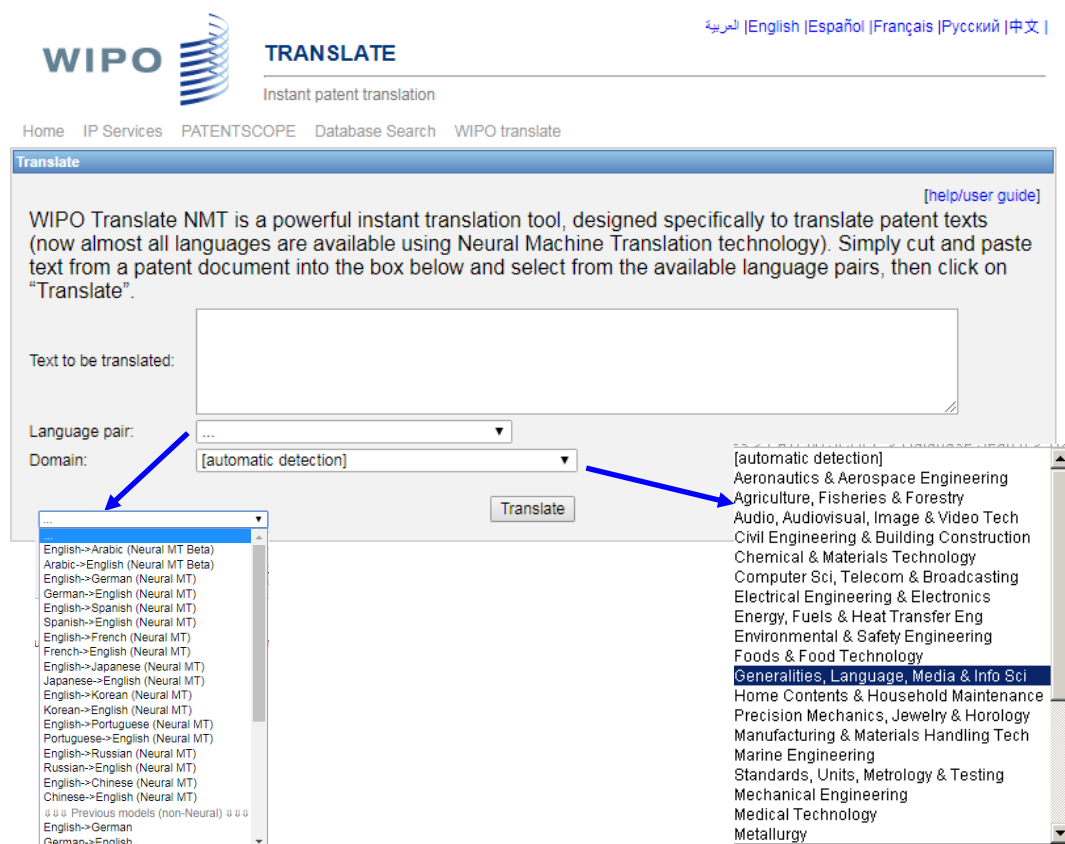 العربية |English |Español |Français |Русский |中文 |
WIPO
TRANSLATE
Instant patent translation
Home IP Services PATENTSCOPE Database Search WIPO translate
Translate
[help/user guide]
WIPO Translate NMT is a powerful instant translation tool, designed specifically to translate patent texts
(now almost all languages are available using Neural Machine Translation technology). Simply cut and paste
text from a patent document into the box below and select from the available language pairs, then click on
“Translate”.
Text to be translated:
Language pair: ...
Domain: [automatic detection]
Translate
...
...
English->Arabic (Neural MT Beta)
Arabic->English (Neural MT Beta)
English->German (Neural MT)
German->English (Neural MT)
English->Spanish (Neural MT)
Spanish->English (Neural MT)
English->French (Neural MT)
French->English (Neural MT)
English->Japanese (Neural MT)
Japanese->English (Neural MT)
English->Korean (Neural MT)
Korean->English (Neural MT)
English->Portuguese (Neural MT)
Portuguese->English (Neural MT)
English->Russian (Neural MT)
Russian->English (Neural MT)
English->Chinese (Neural MT)
Chinese->English (Neural MT)
⇓⇓⇓ Previous models (non-Neural) ⇓⇓⇓
English->German
German->English
[automatic detection]
Aeronautics & Aerospace Engineering
Agriculture, Fisheries & Forestry
Audio, Audiovisual, Image & Video Tech
Civil Engineering & Building Construction
Chemical & Materials Technology
Computer Sci, Telecom & Broadcasting
Electrical Engineering & Electronics
Energy, Fuels & Heat Transfer Eng
Environmental & Safety Engineering
Foods & Food Technology
Generalities, Language, Media & Info Sci
Home Contents & Household Maintenance
Precision Mechanics, Jewelry & Horology
Manufacturing & Materials Handling Tech
Marine Engineering
Standards, Units, Metrology & Testing
Mechanical Engineering
Medical Technology
Metallurgy